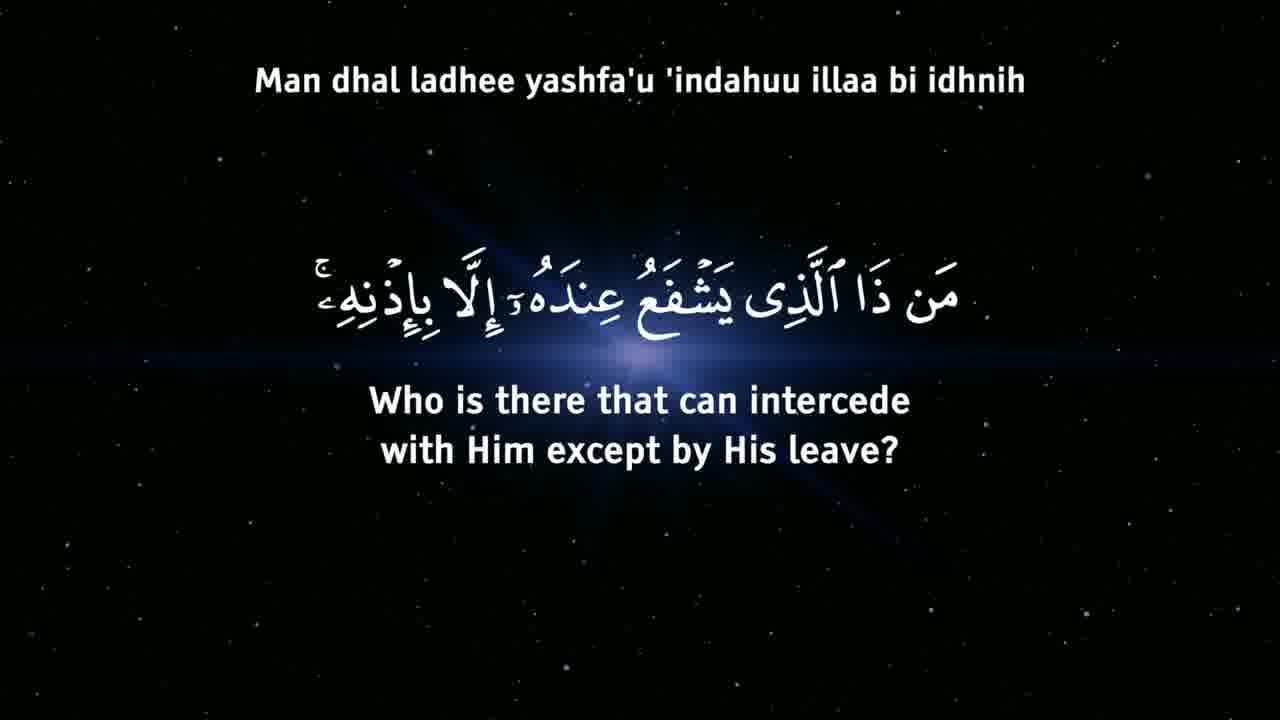 Man dhal ladhee yashfa'u 'indahuu illaa bi idhnih
مَن ذَا ٱلَّذِى يَشْفَعُ عِندَهُۥٓ إِلَّا بِإِذْنِهِۦ ۚ
Who is there that can intercede
with Him except by His leave?